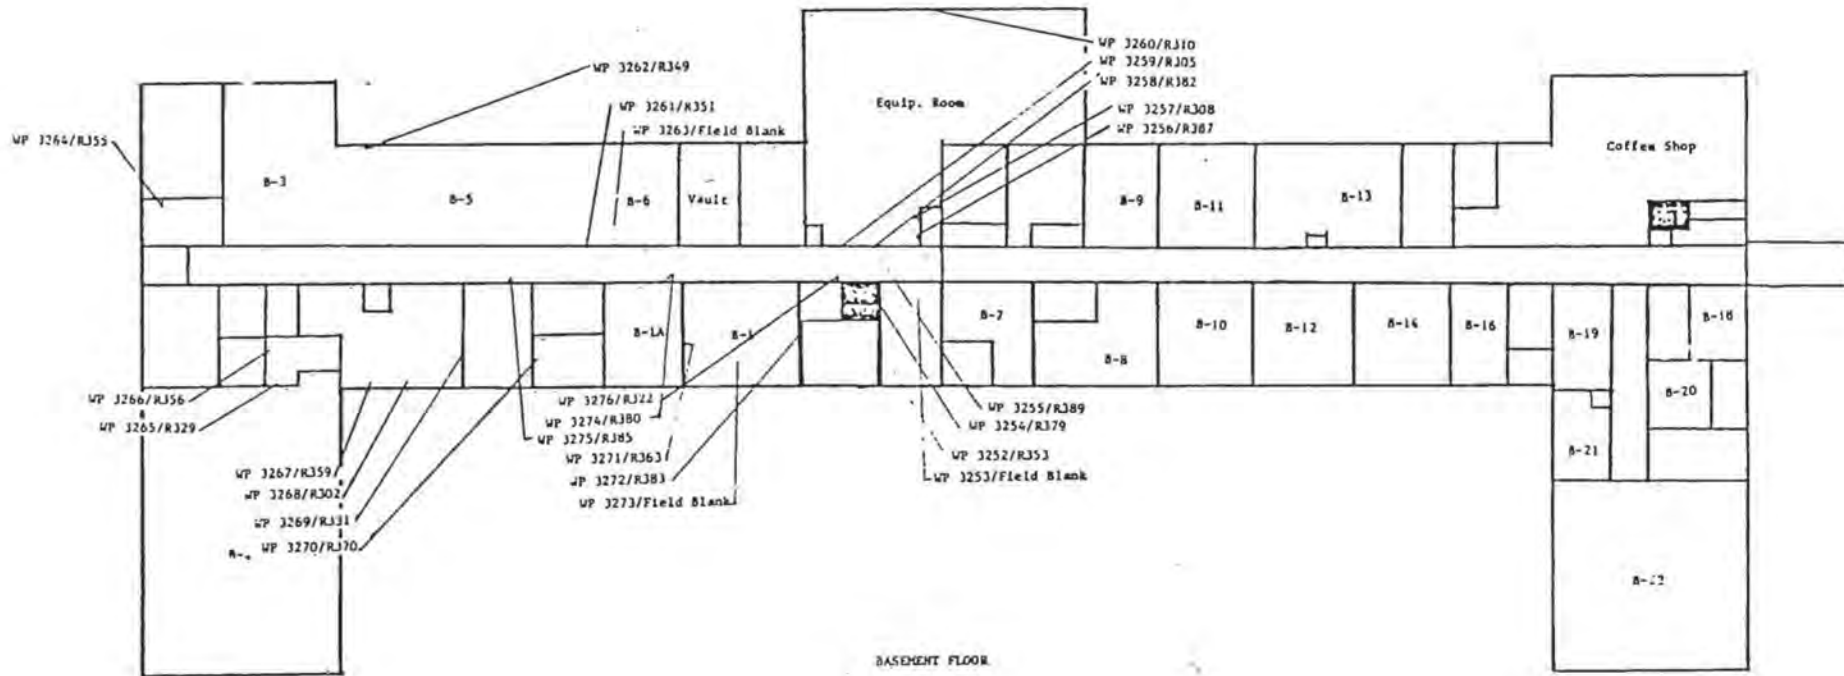 WP 3260/R310
WP 3259/R305
WP 3262/R349
WP 3258/R382
Equip. Room
WP 3261/R351
WP 3257/R308
WP 3263/Field Blank
WP 3256/R387
WP 3264/R355
Coffee Shop
B-3
B-5
B-6
Vault
B-9
B-11
B-13
B-1A
B-1
B-7
B-8
B-10
B-12
B-14
B-16
B-19
B-18
B-20
B-21
WP 3266/R356
WP 3265/R329
WP 3276/R322
WP 3274/R380
WP 3275/R385
WP 3271/R363
WP 3272/R383
WP 3273/Field Blank
WP 3255/R389
WP 3254/R379
WP 3252/R353
WP 3253/Field Blank
WP 3267/R359
WP 3268/R302
WP 3269/R331
WP 3270/R370
B-22
BASEMENT FLOOR